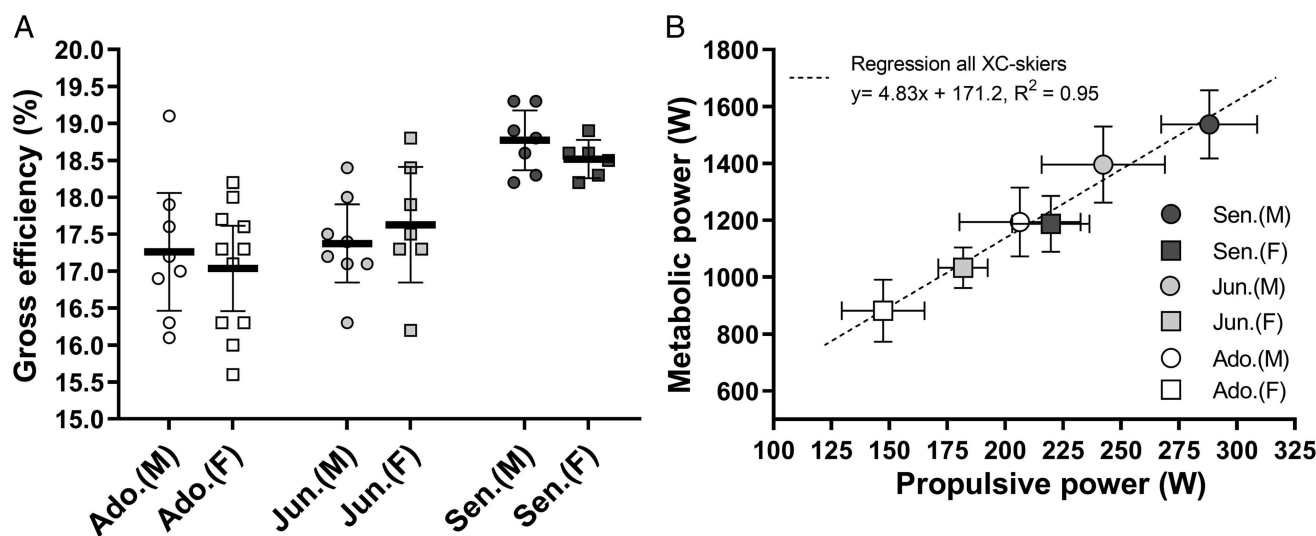 A
Gross efficiency (%)
20.0
19.5
19.0
18.5
18.0
17.5
17.0
16.5
16.0
15.5
15.0
Ado.(M)
Ado.(F)
Jun.(M)
Jun.(F)
Sen.(M)
Sen.(F)
B
Metabolic power (W)
1800
1600
1400
1200
1000
800
600
Regression all XC-skiers
y= 4.83x + 171.2, R² = 0.95
Sen.(M)
Sen.(F)
Jun.(M)
Jun.(F)
Ado.(M)
Ado.(F)
100 125 150 175 200 225 250 275 300 325
Propulsive power (W)